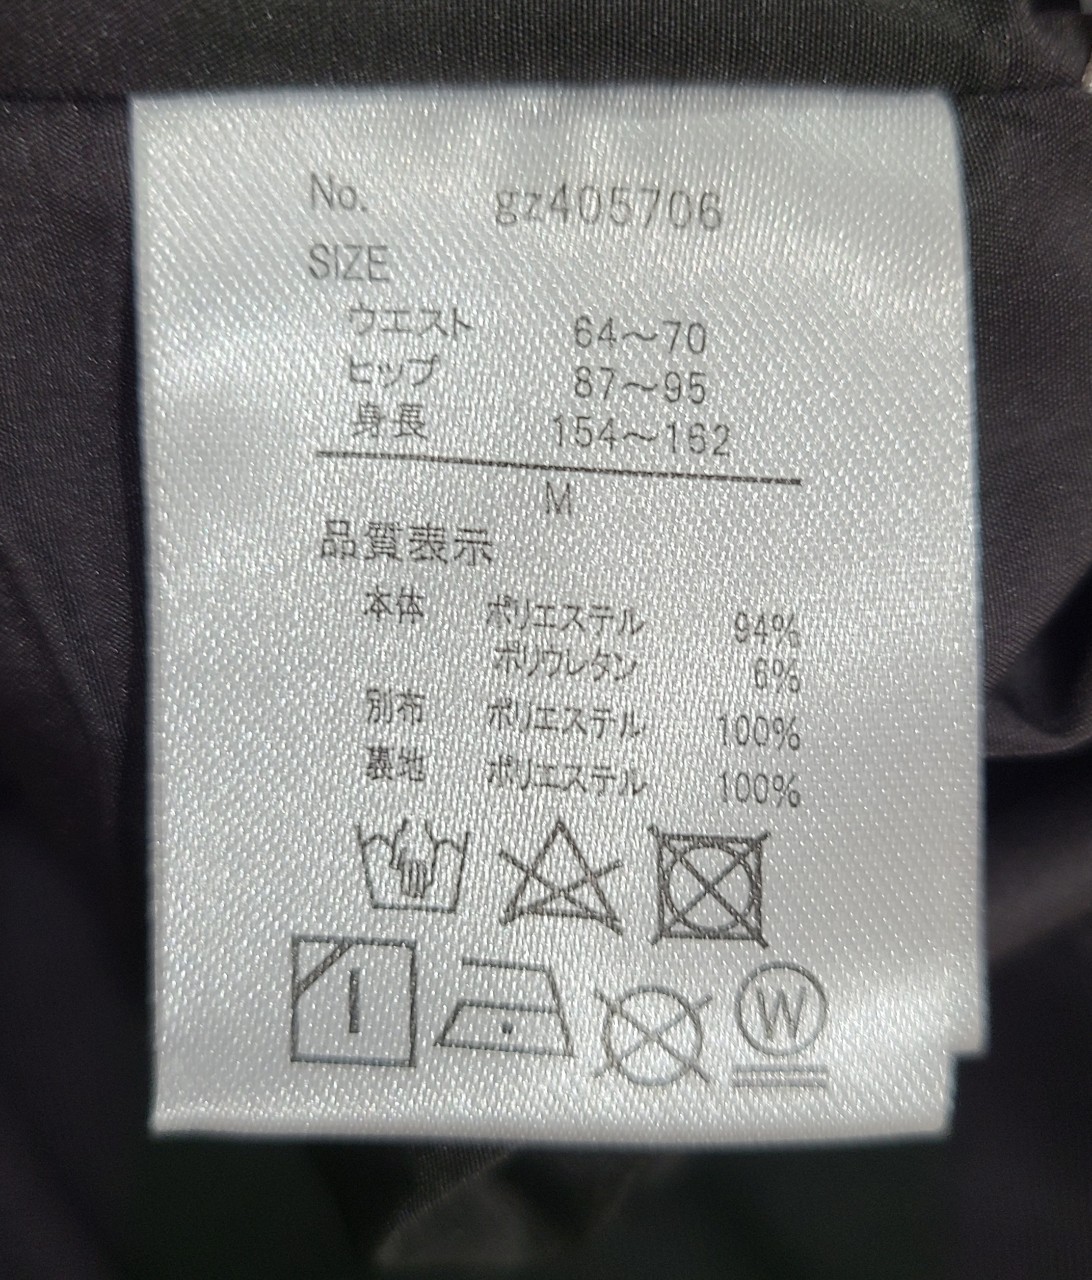 No. gz405706
SIZE
ウエスト 64～70
ヒップ 87～95
身長 154～162
M
品質表示
本体 ポリエステル 94%
ポリウレタン 6%
別布 ポリエステル 100%
裏地 ポリエステル 100%
W